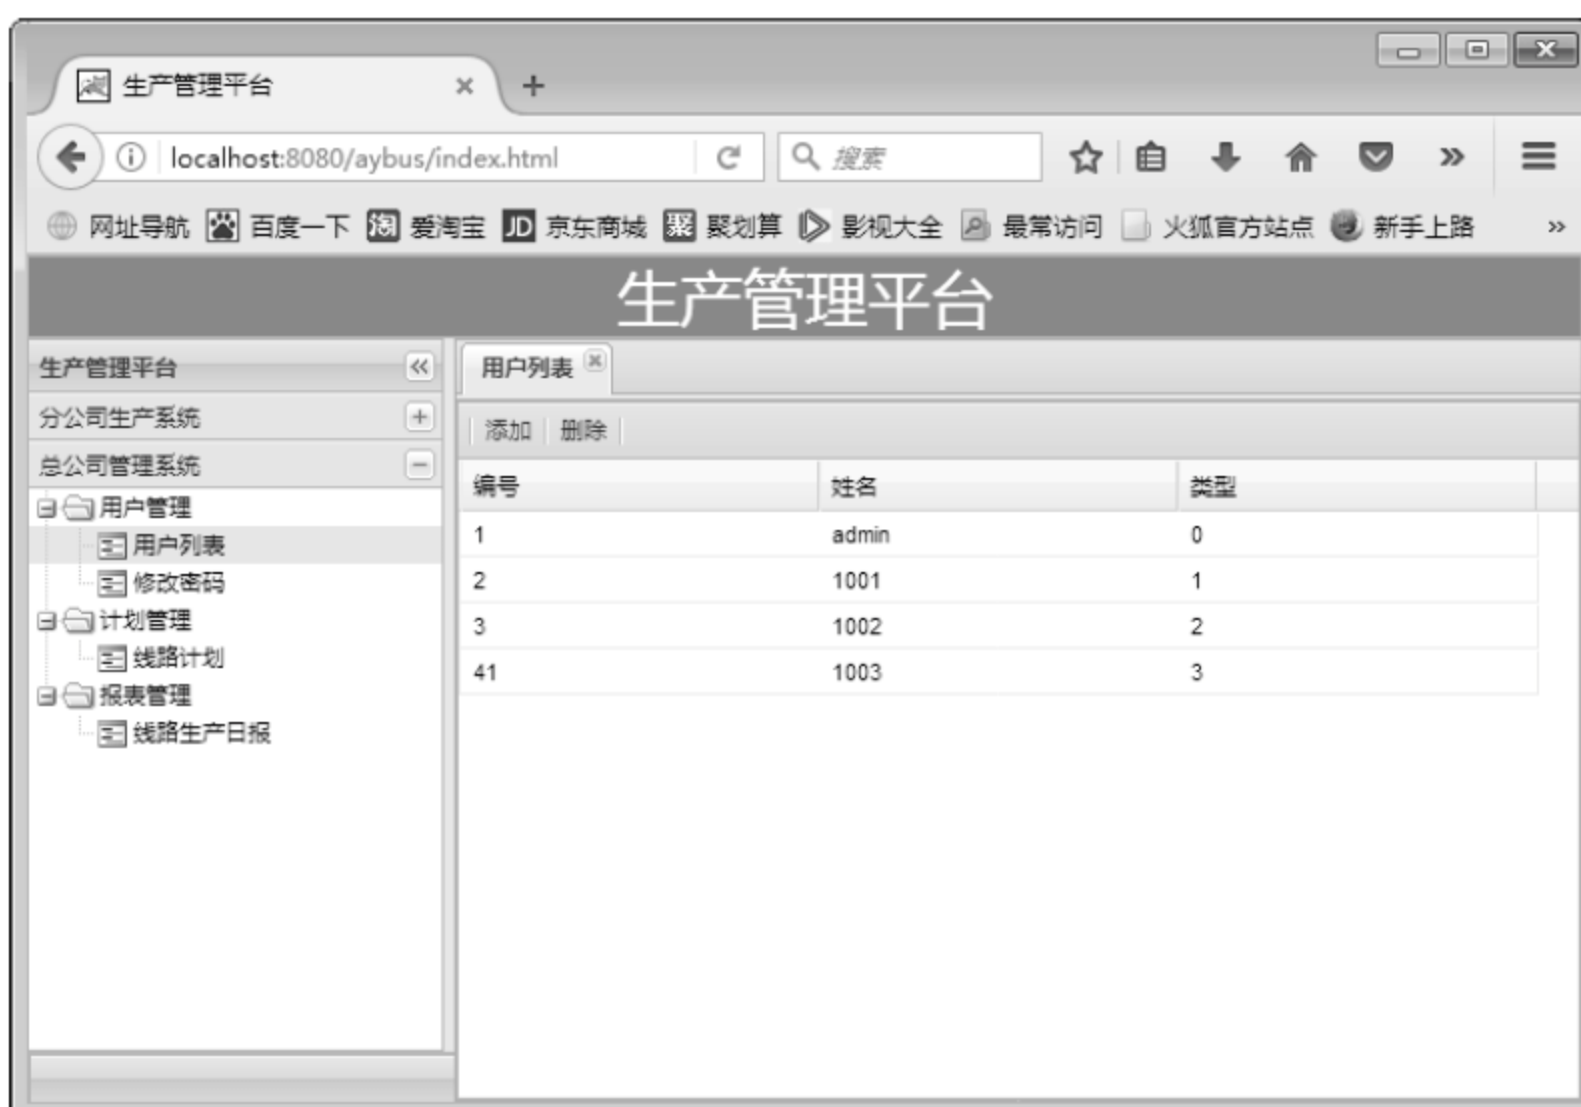 生产管理平台
localhost:8080/aybus/index.html
搜索
网址导航 百度一下 淘 爱淘宝 JD 京东商城 聚 聚划算 影视大全 最常访问 火狐官方站点 新手上路
生产管理平台
生产管理平台
分公司生产系统
总公司管理系统
用户管理
用户列表
修改密码
计划管理
线路计划
报表管理
线路生产日报
用户列表
添加 删除
编号 姓名 类型
1 admin 0
2 1001 1
3 1002 2
41 1003 3